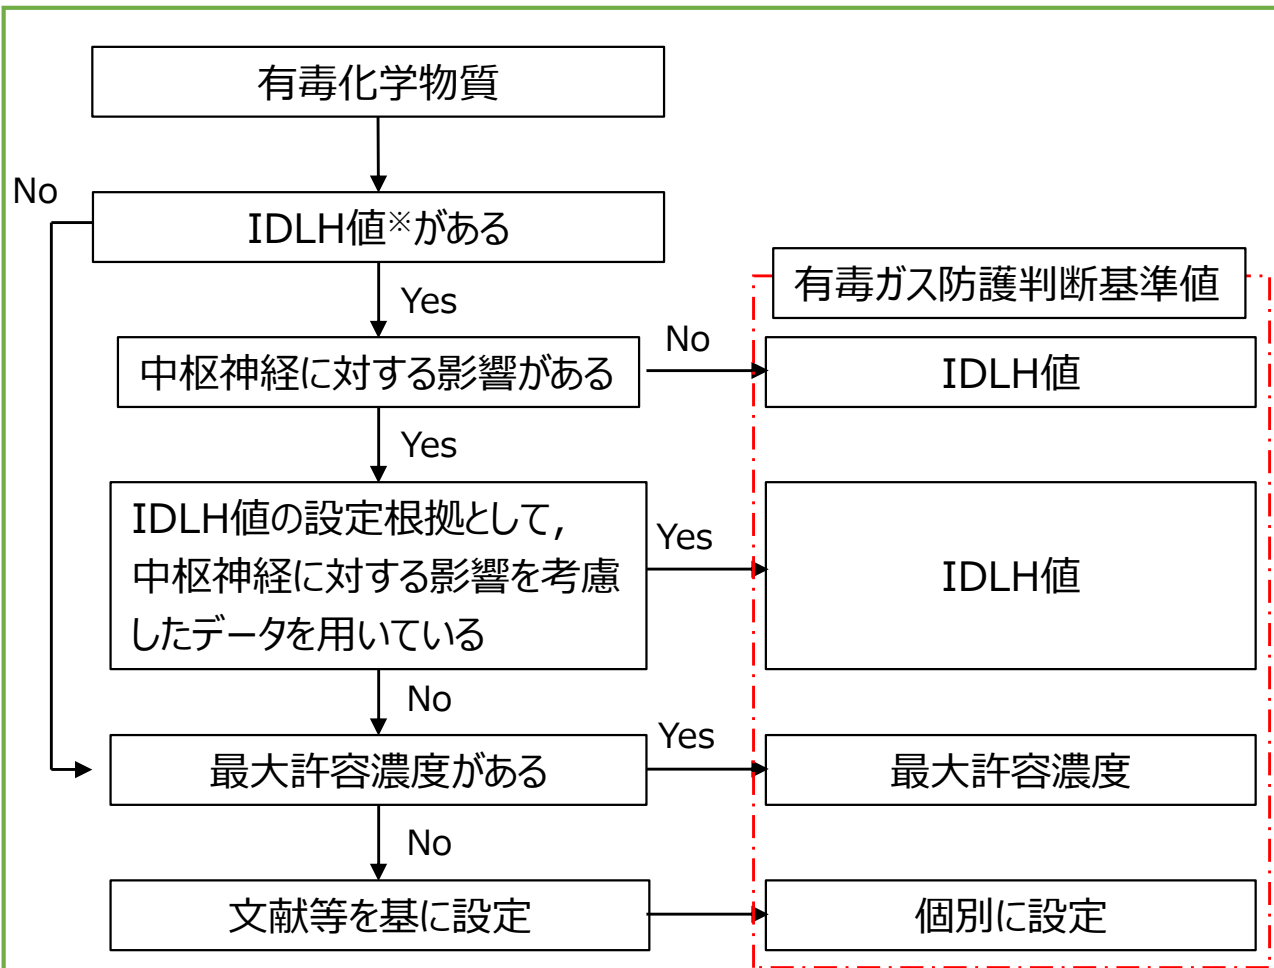 有毒化学物質
No
IDLH値※がある
Yes
有毒ガス防護判断基準値
中枢神経に対する影響がある
No
IDLH値
Yes
IDLH値の設定根拠として,
中枢神経に対する影響を考慮
したデータを用いている
Yes
IDLH値
No
最大許容濃度がある
Yes
最大許容濃度
No
文献等を基に設定
個別に設定